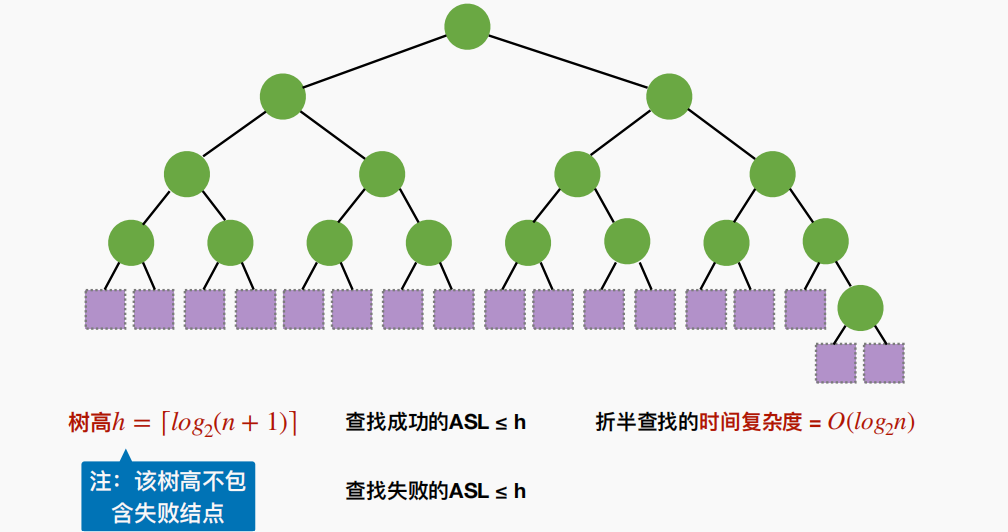 树高h = ⌈log₂(n + 1)⌉
查找成功的ASL ≤ h
折半查找的时间复杂度 = O(log₂n)
注：该树高不包
含失败结点
查找失败的ASL ≤ h